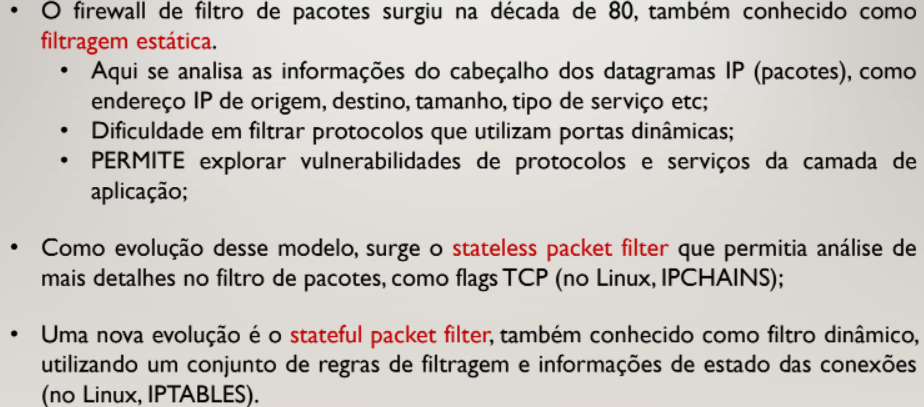 • O firewall de filtro de pacotes surgiu na década de 80, também conhecido como
filtragem estática.
• Aqui se analisa as informações do cabeçalho dos datagramas IP (pacotes), como
endereço IP de origem, destino, tamanho, tipo de serviço etc;
• Dificuldade em filtrar protocolos que utilizam portas dinâmicas;
• PERMITE explorar vulnerabilidades de protocolos e serviços da camada de
aplicação;
• Como evolução desse modelo, surge o stateless packet filter que permitia análise de
mais detalhes no filtro de pacotes, como flags TCP (no Linux, IPCHAINS);
• Uma nova evolução é o stateful packet filter, também conhecido como filtro dinâmico,
utilizando um conjunto de regras de filtragem e informações de estado das conexões
(no Linux, IPTABLES).